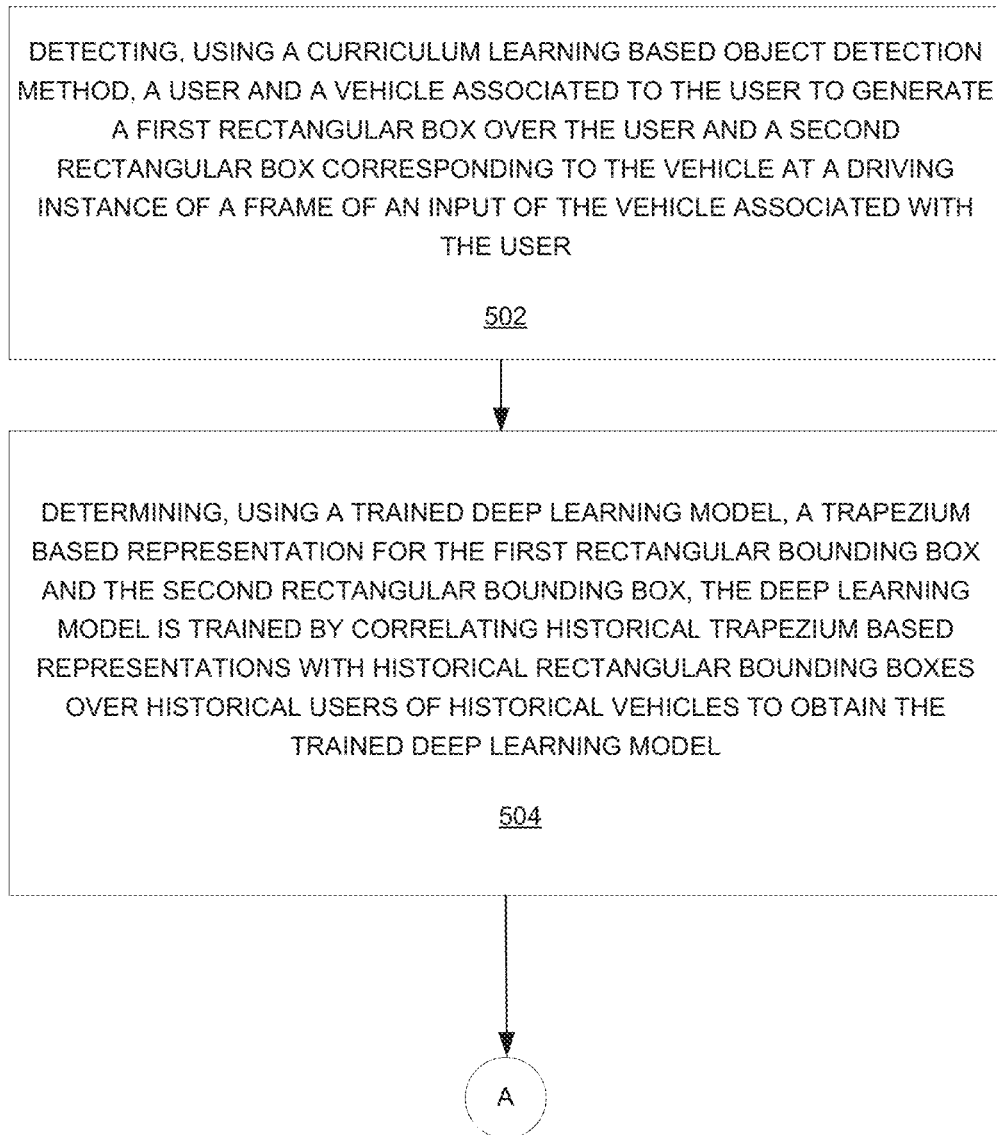 DETECTING, USING A CURRICULUM LEARNING BASED OBJECT DETECTION
METHOD, A USER AND A VEHICLE ASSOCIATED TO THE USER TO GENERATE
A FIRST RECTANGULAR BOX OVER THE USER AND A SECOND
RECTANGULAR BOX CORRESPONDING TO THE VEHICLE AT A DRIVING
INSTANCE OF A FRAME OF AN INPUT OF THE VEHICLE ASSOCIATED WITH
THE USER
502
DETERMINING, USING A TRAINED DEEP LEARNING MODEL, A TRAPEZIUM
BASED REPRESENTATION FOR THE FIRST RECTANGULAR BOUNDING BOX
AND THE SECOND RECTANGULAR BOUNDING BOX, THE DEEP LEARNING
MODEL IS TRAINED BY CORRELATING HISTORICAL TRAPEZIUM BASED
REPRESENTATIONS WITH HISTORICAL RECTANGULAR BOUNDING BOXES
OVER HISTORICAL USERS OF HISTORICAL VEHICLES TO OBTAIN THE
TRAINED DEEP LEARNING MODEL
504
A